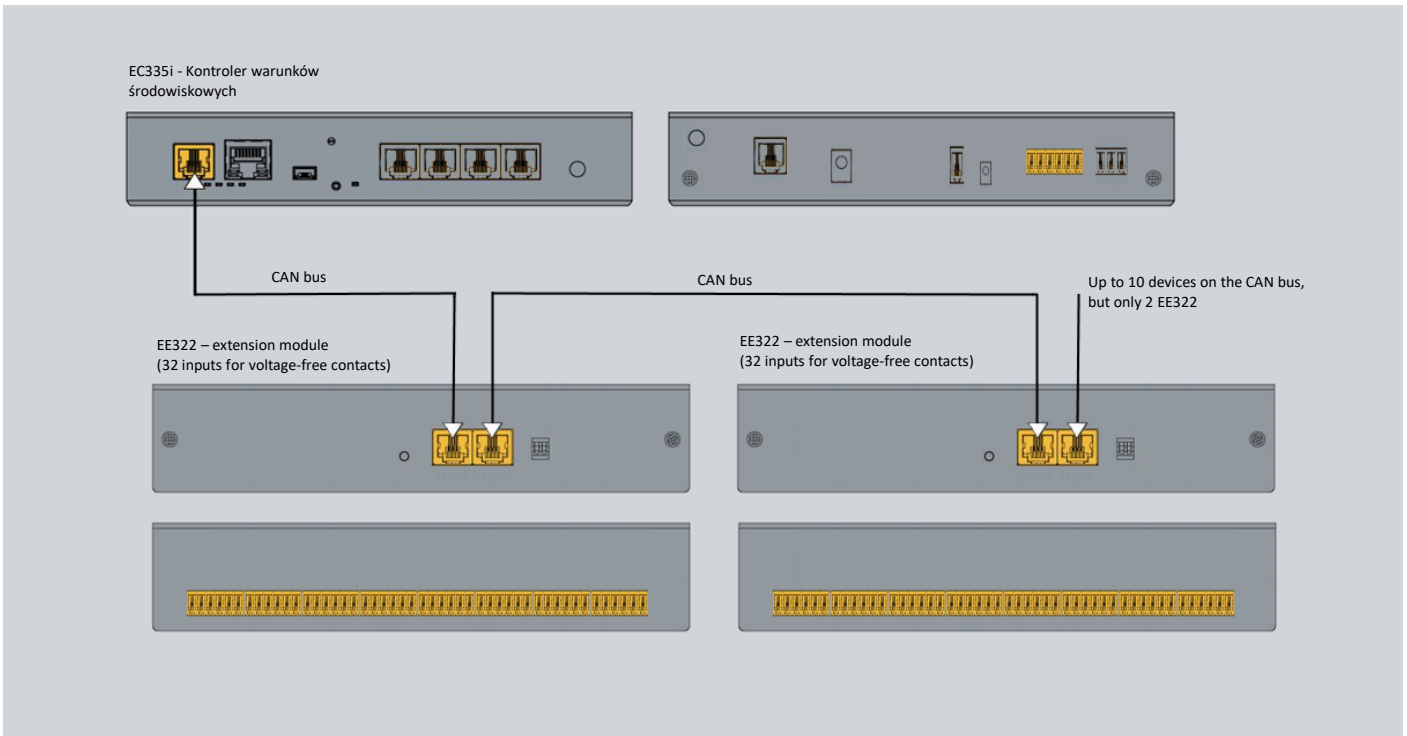 EC335i - Kontroler warunków
środowiskowych
CAN bus
CAN bus
Up to 10 devices on the CAN bus,
but only 2 EE322
EE322 – extension module
(32 inputs for voltage-free contacts)
EE322 – extension module
(32 inputs for voltage-free contacts)